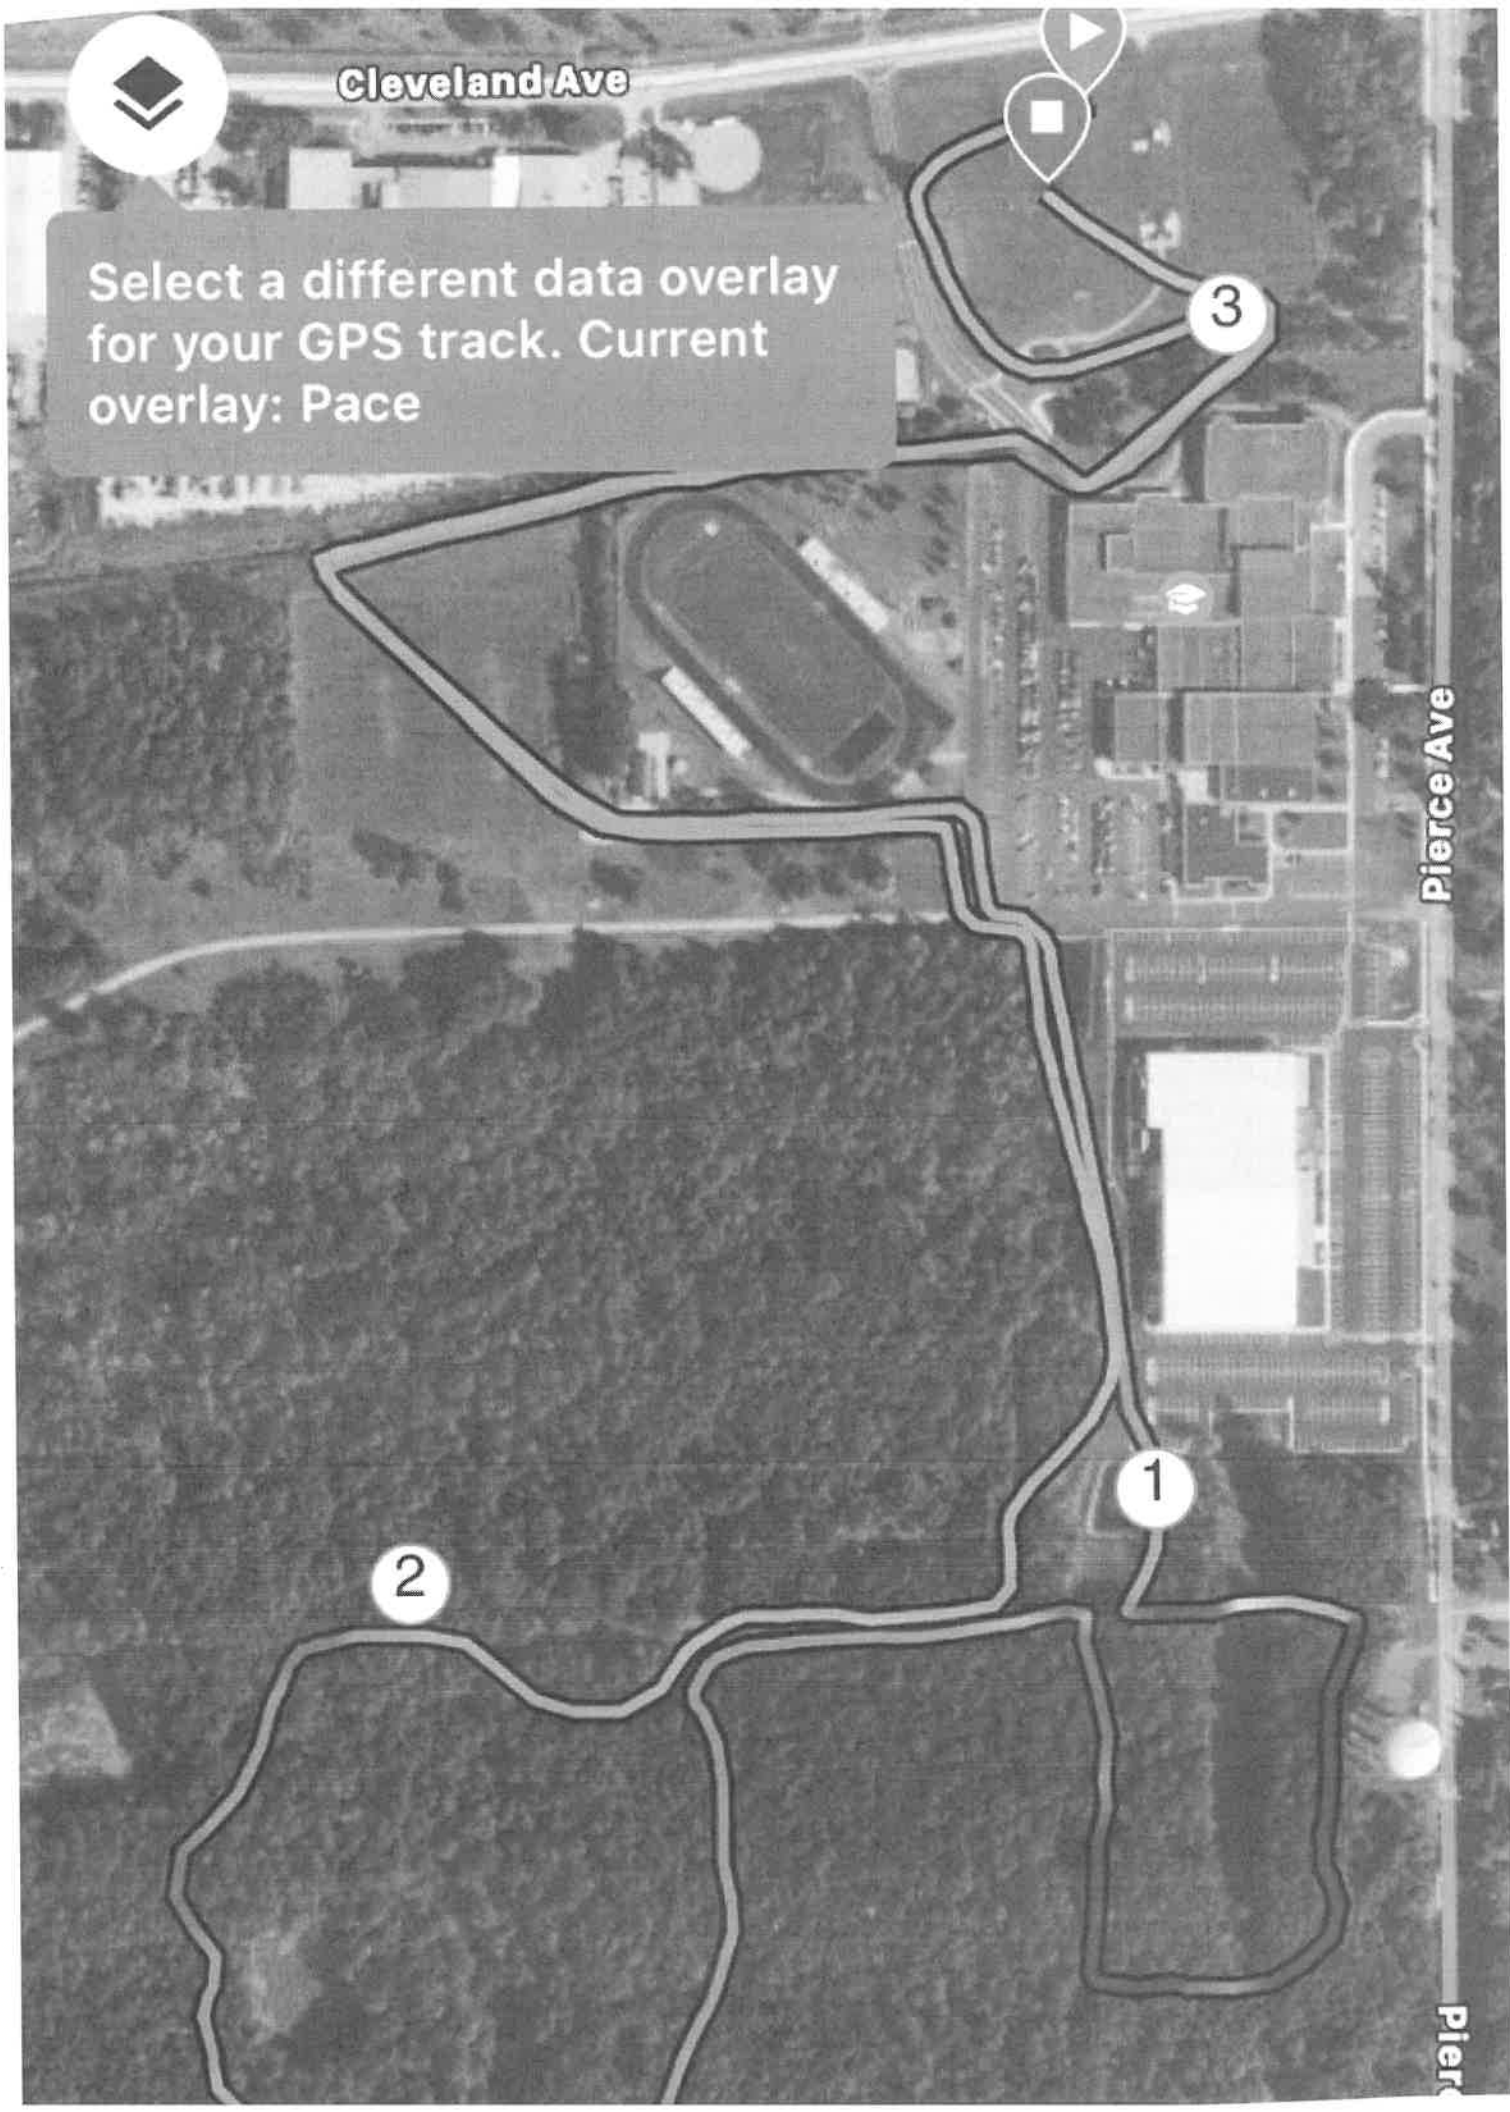 Cleveland Ave
Select a different data overlay
for your GPS track. Current
overlay: Pace
3
Pierce Ave
1
2
Pierc